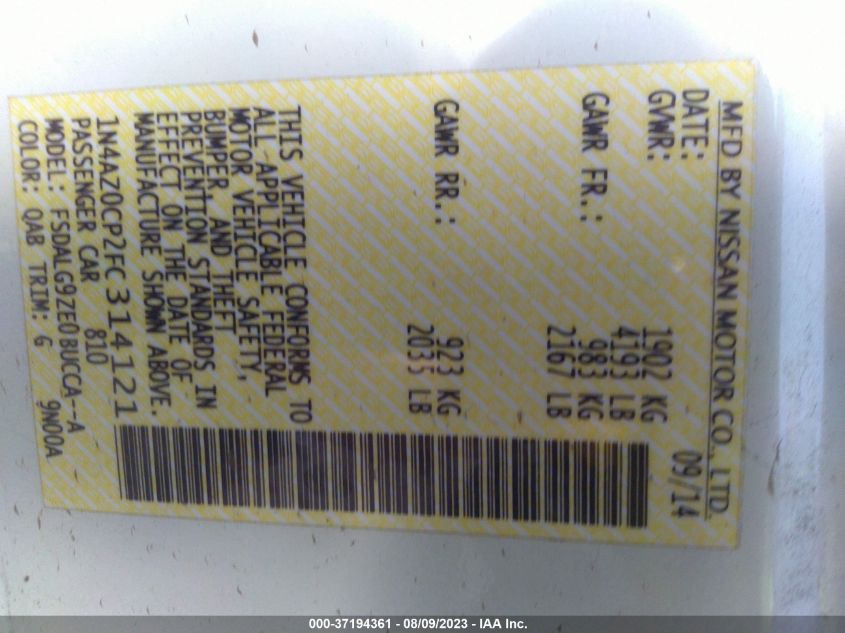 MFD BY NISSAN MOTOR CO., LTD.
DATE: 09/14
GVWR: 1902 KG
4193 LB
GAWR FR.: 983 KG
2167 LB
GAWR RR.: 923 KG
2035 LB
THIS VEHICLE CONFORMS TO
ALL APPLICABLE FEDERAL
MOTOR VEHICLE SAFETY,
BUMPER, AND THEFT
PREVENTION STANDARDS IN
EFFECT ON THE DATE OF
MANUFACTURE SHOWN ABOVE.
1N4AZ0CP2FC314121
PASSENGER CAR 810
MODEL: FSDALG9ZE0BUCCA--A
COLOR: QAB TRIM: G 9N00A
000-37194361 - 08/09/2023 - IAA Inc.